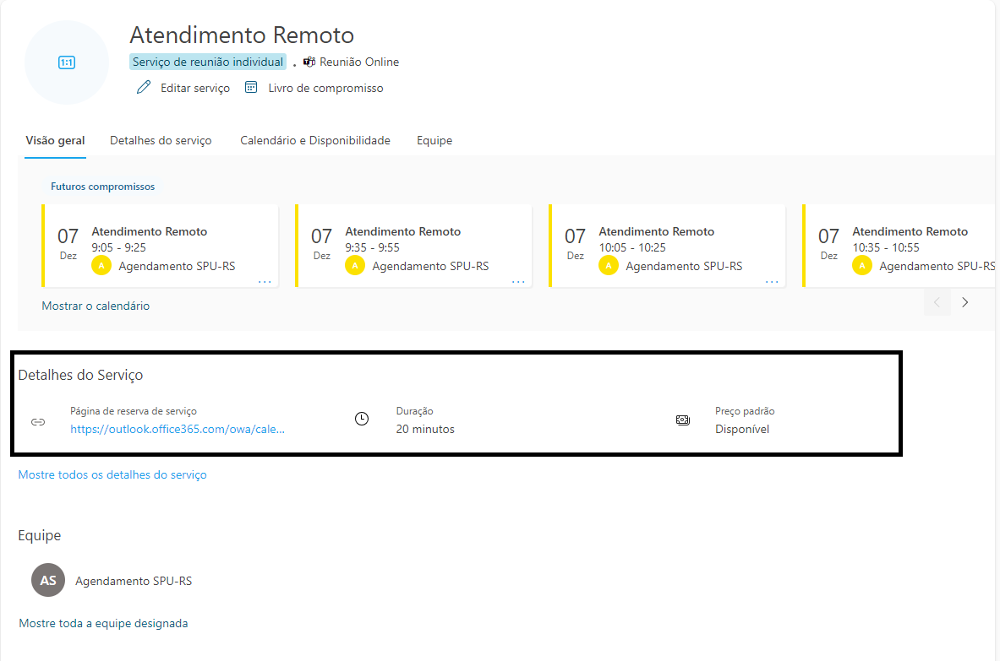 1:1
Atendimento Remoto
Serviço de reunião individual . Reunião Online
Editar serviço Livro de compromisso
Visão geral Detalhes do serviço Calendário e Disponibilidade Equipe
Futuros compromissos
07 Dez Atendimento Remoto
9:05 - 9:25
A Agendamento SPU-RS
...
07 Dez Atendimento Remoto
9:35 - 9:55
A Agendamento SPU-RS
...
07 Dez Atendimento Remoto
10:05 - 10:25
A Agendamento SPU-RS
...
07 Dez Atendimento Remoto
10:35 - 10:55
A Agendamento SPU-RS
Mostrar o calendário
Detalhes do Serviço
Página de reserva de serviço
https://outlook.office365.com/owa/cale...
Duração
20 minutos
Preço padrão
Disponível
Mostre todos os detalhes do serviço
Equipe
AS Agendamento SPU-RS
Mostre toda a equipe designada